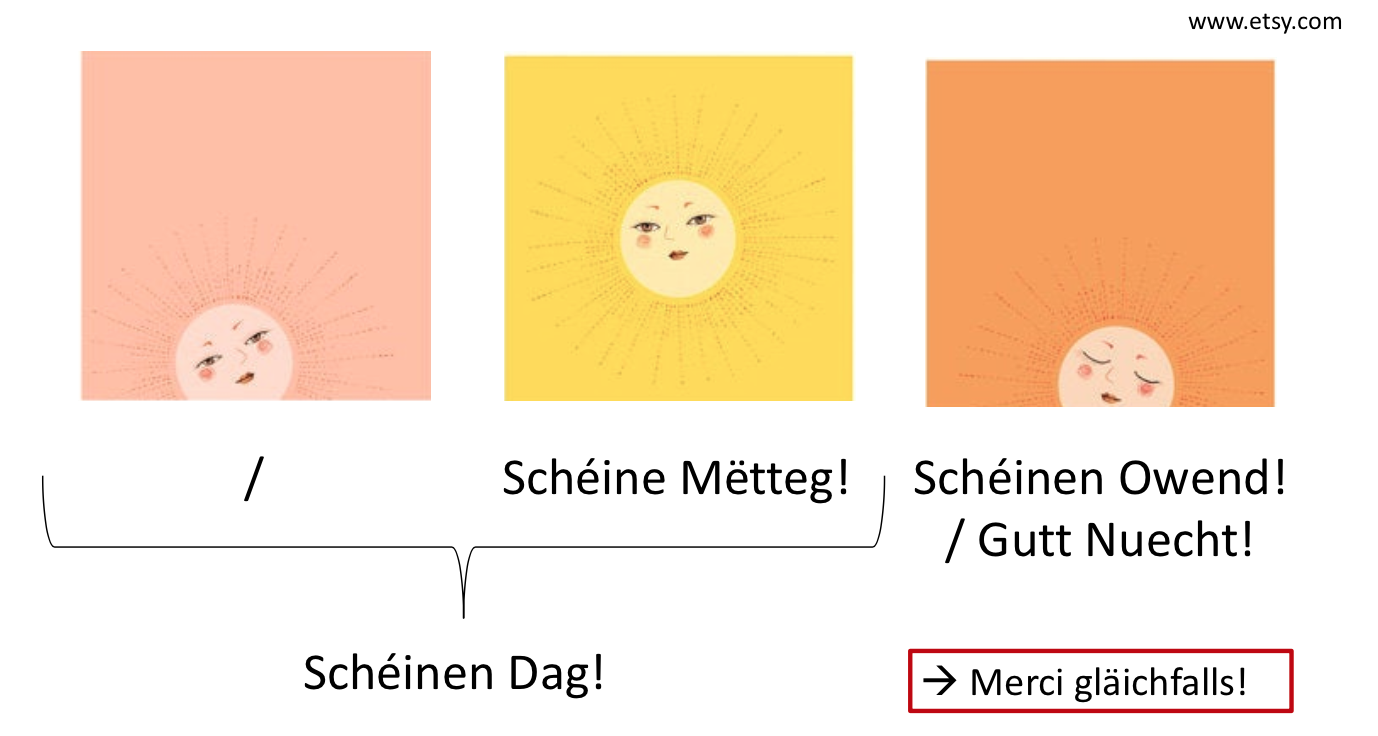 www.etsy.com
/
Schéine Mëtteg!
Schéinen Owend!
/ Gutt Nuecht!
Schéinen Dag!
→ Merci gläichfalls!